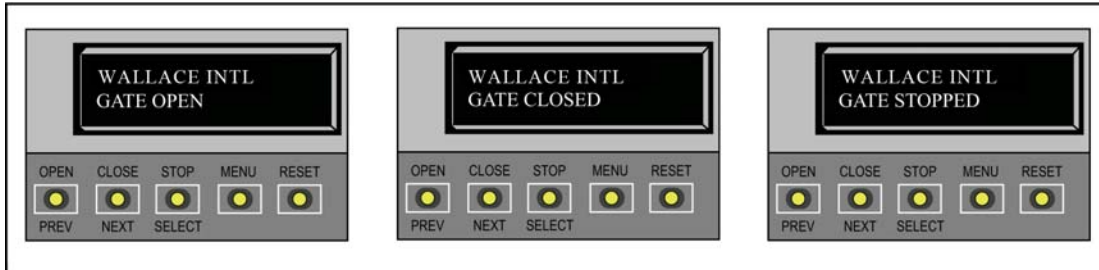 WALLACE INTL
GATE OPEN
OPEN CLOSE STOP MENU RESET
PREV NEXT SELECT
WALLACE INTL
GATE CLOSED
OPEN CLOSE STOP MENU RESET
PREV NEXT SELECT
WALLACE INTL
GATE STOPPED
OPEN CLOSE STOP MENU RESET
PREV NEXT SELECT